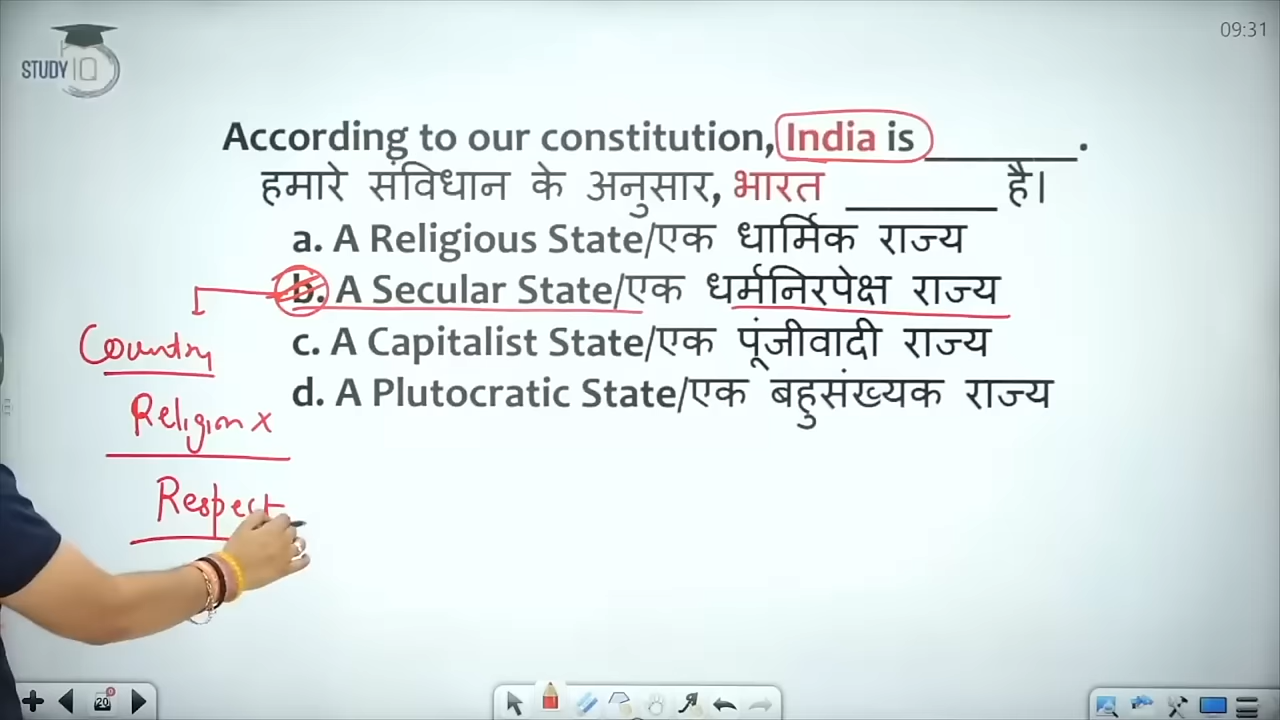 STUDY IQ
09:31
According to our constitution, India is ________.
हमारे संविधान के अनुसार, भारत ________ है।
a. A Religious State/एक धार्मिक राज्य
b. A Secular State/एक धर्मनिरपेक्ष राज्य
c. A Capitalist State/एक पूंजीवादी राज्य
d. A Plutocratic State/एक बहुसंख्यक राज्य
Country
Religion x
Respect
20